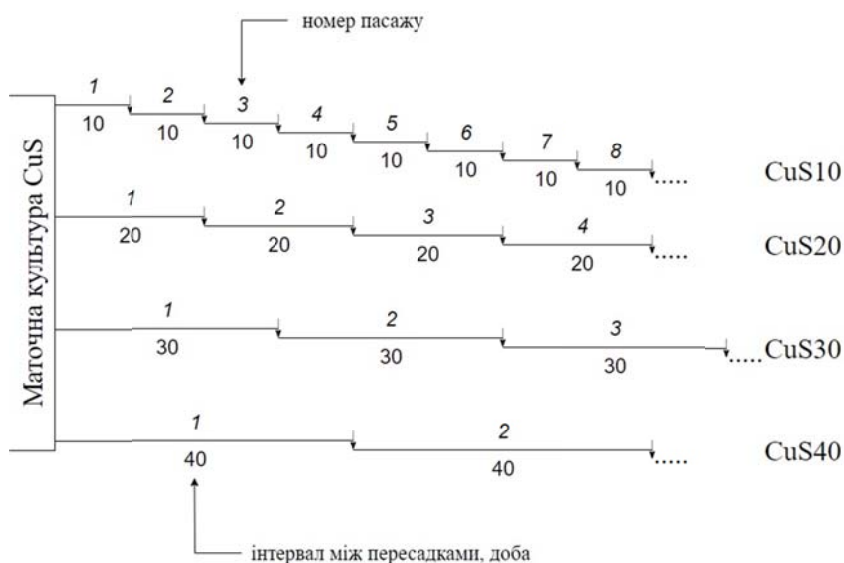 номер пасажу
Маточна культура CuS
1 2 3 4 5 6 7 8
10 10 10 10 10 10 10 10
..... CuS10
1 2 3 4
20 20 20 20
..... CuS20
1 2 3
30 30 30
..... CuS30
1 2
40 40
..... CuS40
інтервал між пересадками, доба